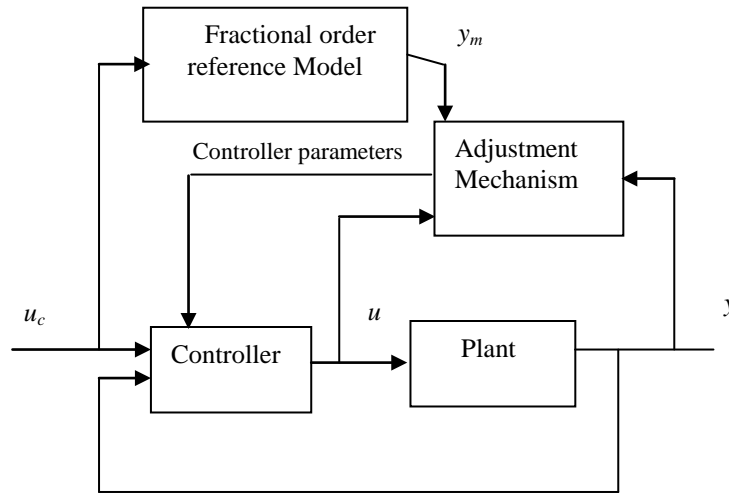 Fractional order
reference Model
y_m
Controller parameters
Adjustment
Mechanism
u_c
u
y
Controller
Plant